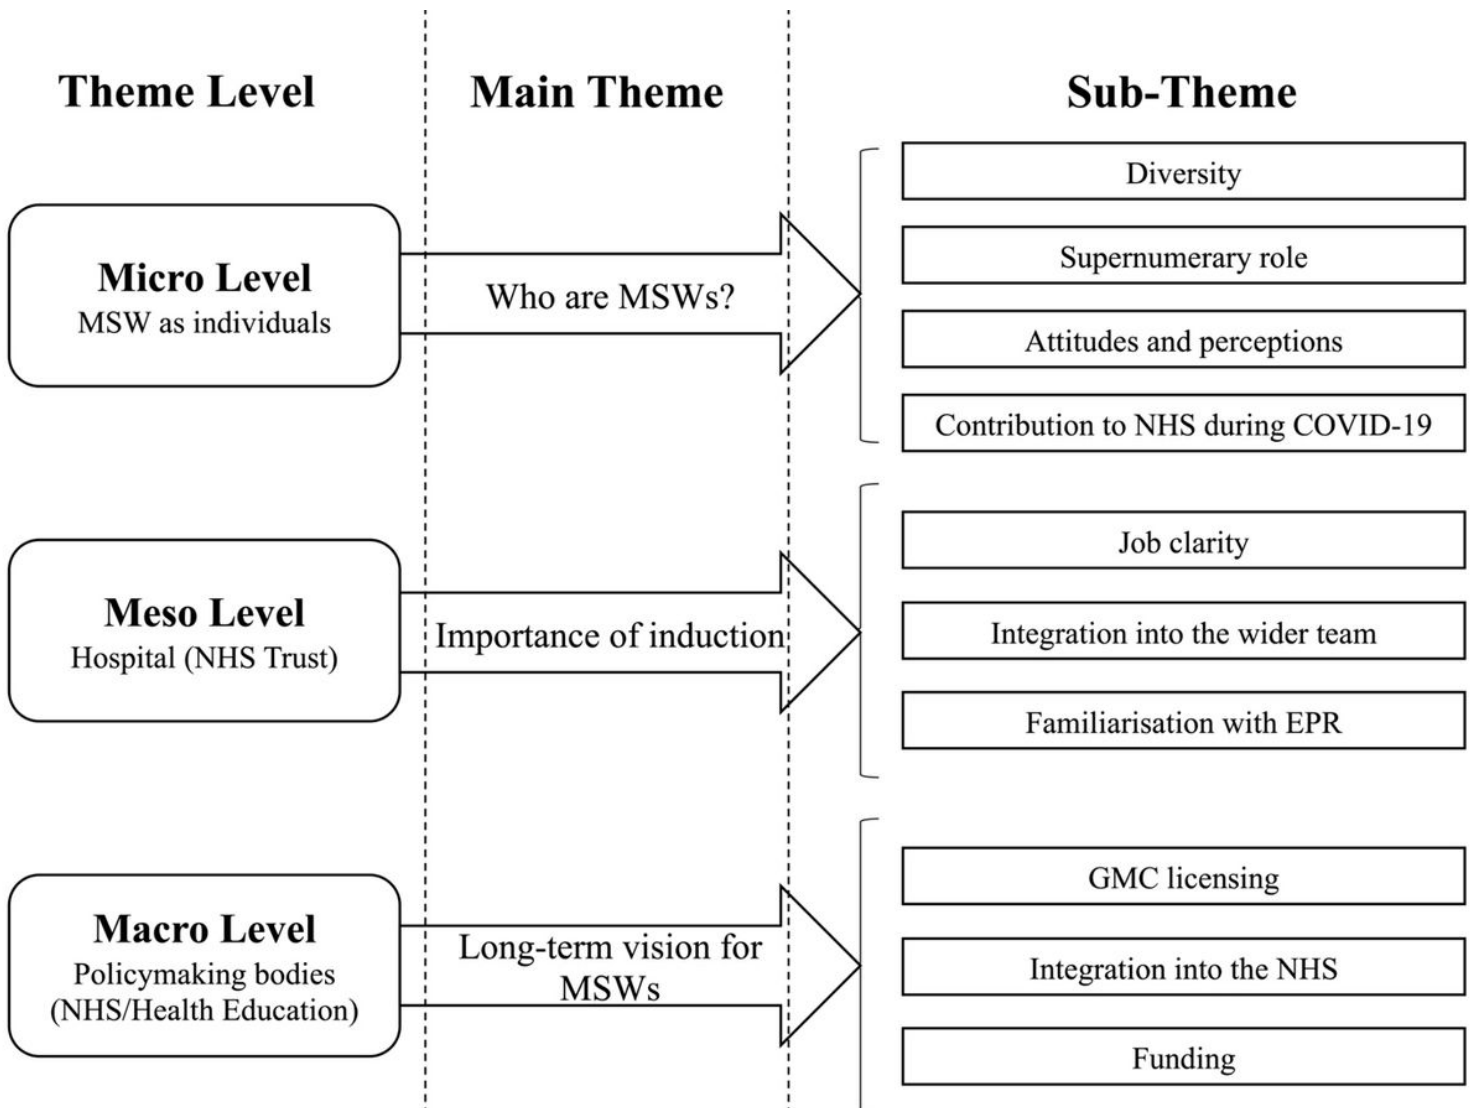 Theme Level
Main Theme
Sub-Theme
Micro Level
MSW as individuals
Who are MSWs?
Diversity
Supernumerary role
Attitudes and perceptions
Contribution to NHS during COVID-19
Meso Level
Hospital (NHS Trust)
Importance of induction
Job clarity
Integration into the wider team
Familiarisation with EPR
Macro Level
Policymaking bodies
(NHS/Health Education)
Long-term vision for
MSWs
GMC licensing
Integration into the NHS
Funding